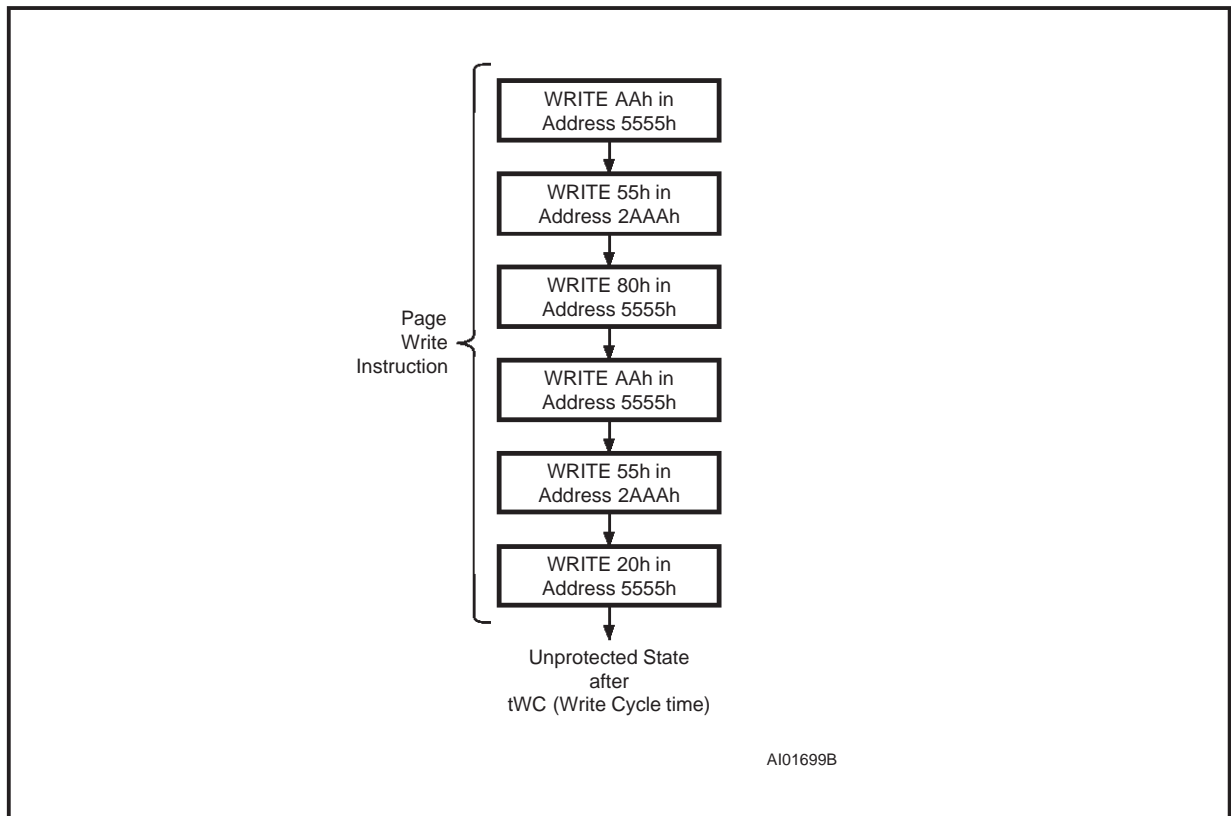 WRITE AAh in
Address 5555h
WRITE 55h in
Address 2AAAh
WRITE 80h in
Address 5555h
Page
Write
Instruction
WRITE AAh in
Address 5555h
WRITE 55h in
Address 2AAAh
WRITE 20h in
Address 5555h
Unprotected State
after
tWC (Write Cycle time)
AI01699B